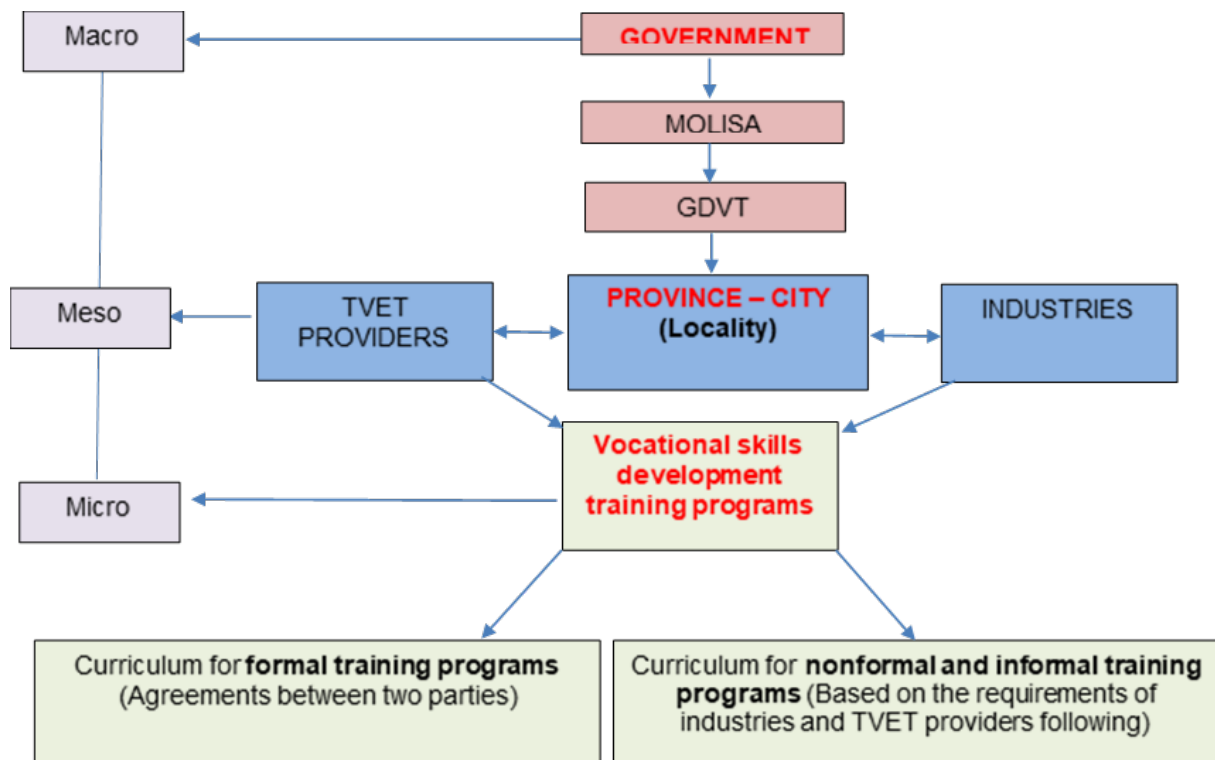 Macro
GOVERNMENT
MOLISA
GDVT
Meso
TVET
PROVIDERS
PROVINCE – CITY
(Locality)
INDUSTRIES
Vocational skills
development
training programs
Micro
Curriculum for formal training programs
(Agreements between two parties)
Curriculum for nonformal and informal training
programs (Based on the requirements of
industries and TVET providers following)